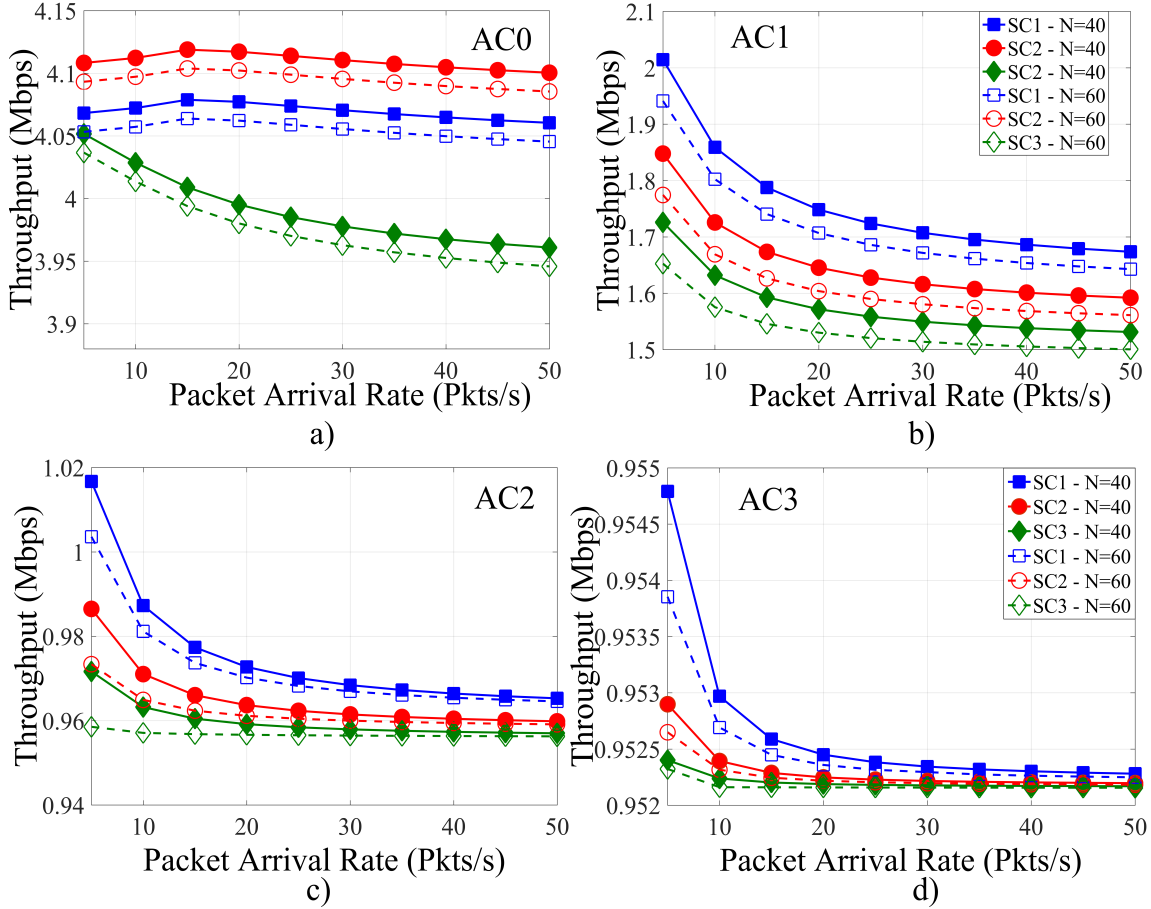 4.15
4.1
4.05
4
3.95
3.9
Throughput (Mbps)
AC0
10 20 30 40 50
Packet Arrival Rate (Pkts/s)
a)
2.1
2
1.9
1.8
1.7
1.6
1.5
Throughput (Mbps)
AC1
SC1 - N=40
SC2 - N=40
SC2 - N=40
SC1 - N=60
SC2 - N=60
SC3 - N=60
10 20 30 40 50
Packet Arrival Rate (Pkts/s)
b)
1.02
1
0.98
0.96
0.94
Throughput (Mbps)
AC2
10 20 30 40 50
Packet Arrival Rate (Pkts/s)
c)
0.955
0.9545
0.954
0.9535
0.953
0.9525
0.952
Throughput (Mbps)
AC3
SC1 - N=40
SC2 - N=40
SC3 - N=40
SC1 - N=60
SC2 - N=60
SC3 - N=60
10 20 30 40 50
Packet Arrival Rate (Pkts/s)
d)